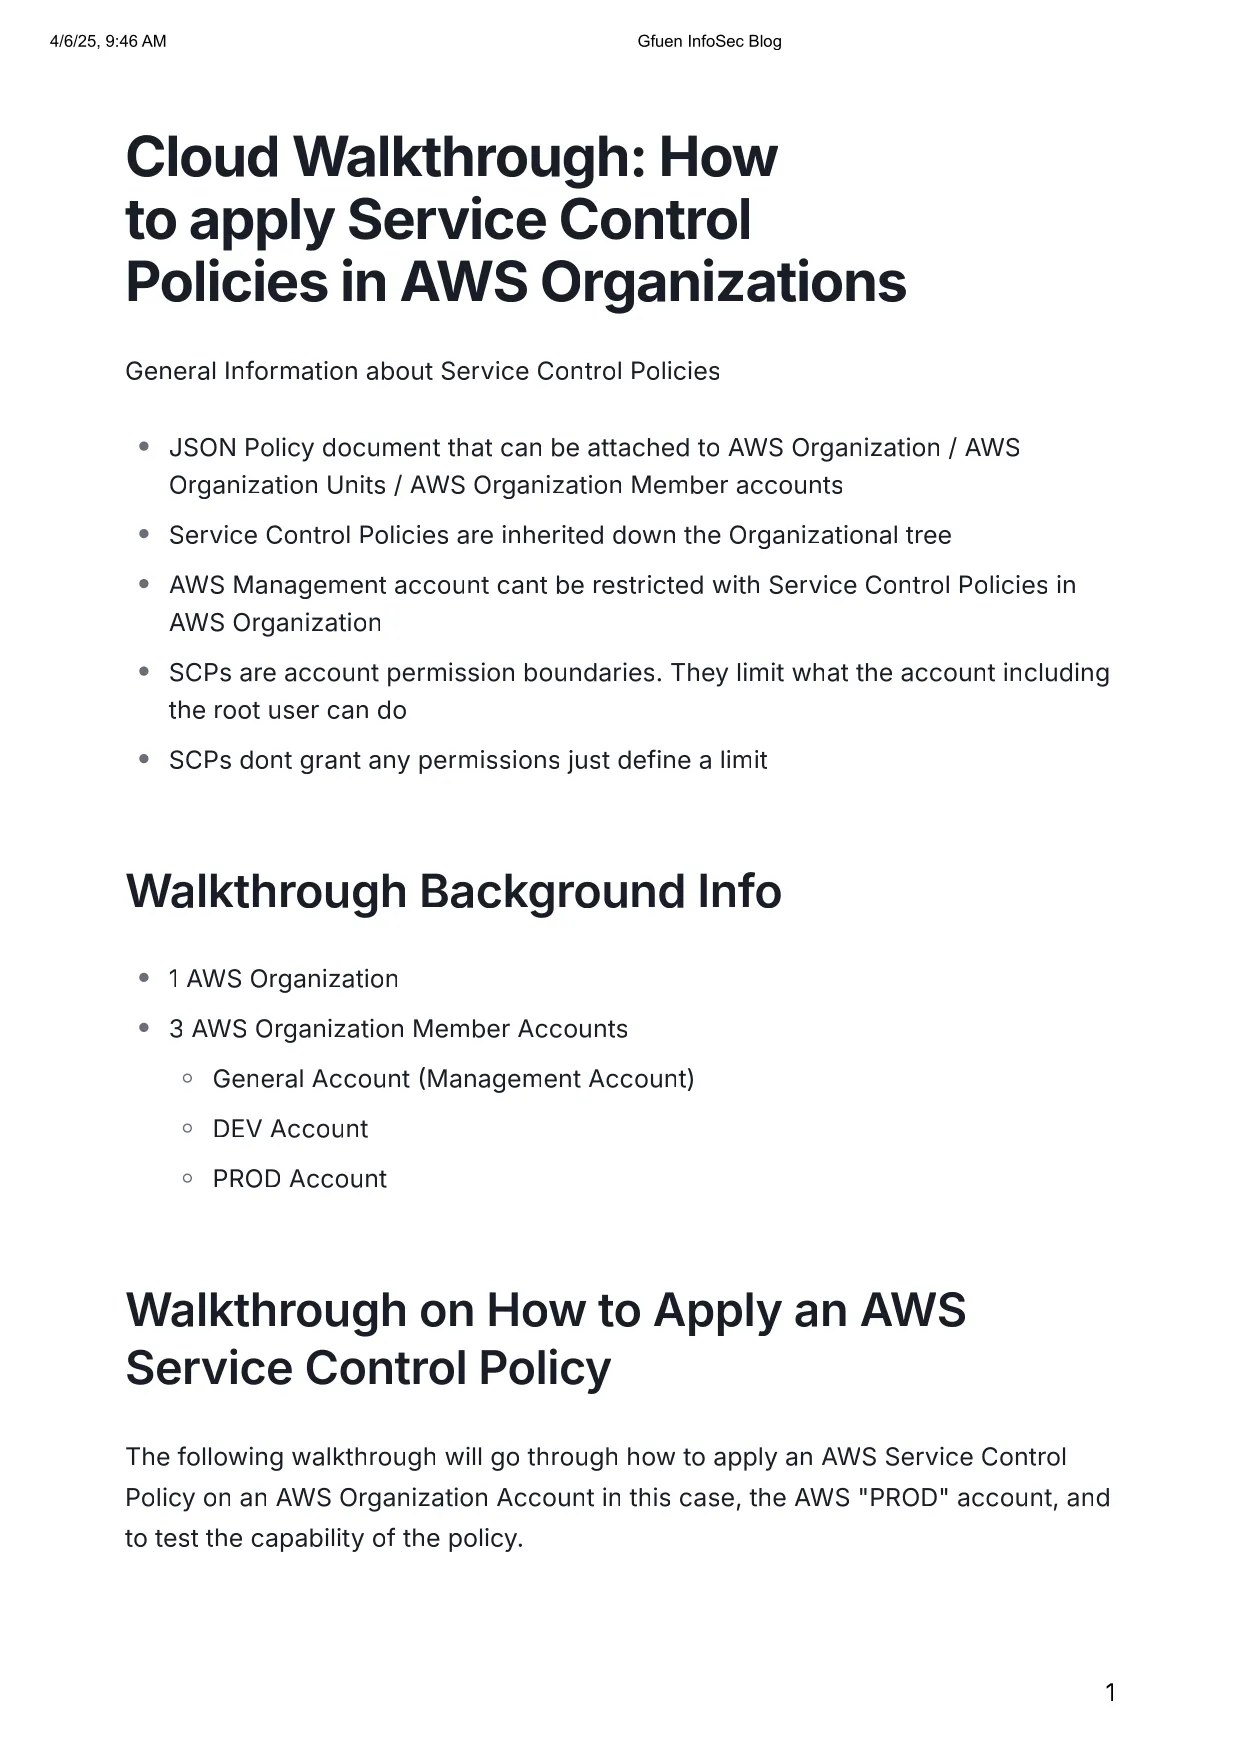 4/6/25, 9:46 AM
Gfuen InfoSec Blog
Cloud Walkthrough: How
to apply Service Control
Policies in AWS Organizations
General Information about Service Control Policies
JSON Policy document that can be attached to AWS Organization / AWS
Organization Units / AWS Organization Member accounts
Service Control Policies are inherited down the Organizational tree
AWS Management account cant be restricted with Service Control Policies in
AWS Organization
SCPs are account permission boundaries. They limit what the account including
the root user can do
SCPs dont grant any permissions just define a limit
Walkthrough Background Info
1 AWS Organization
3 AWS Organization Member Accounts
General Account (Management Account)
DEV Account
PROD Account
Walkthrough on How to Apply an AWS
Service Control Policy
The following walkthrough will go through how to apply an AWS Service Control
Policy on an AWS Organization Account in this case, the AWS "PROD" account, and
to test the capability of the policy.
1